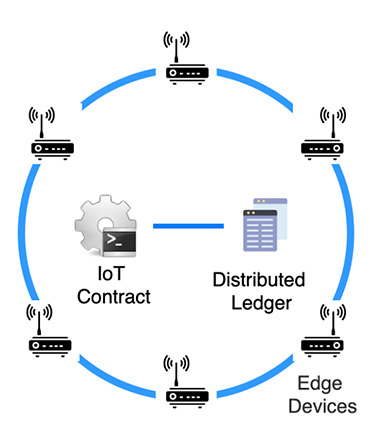 >_
IoT
Contract
Distributed
Ledger
Edge
Devices